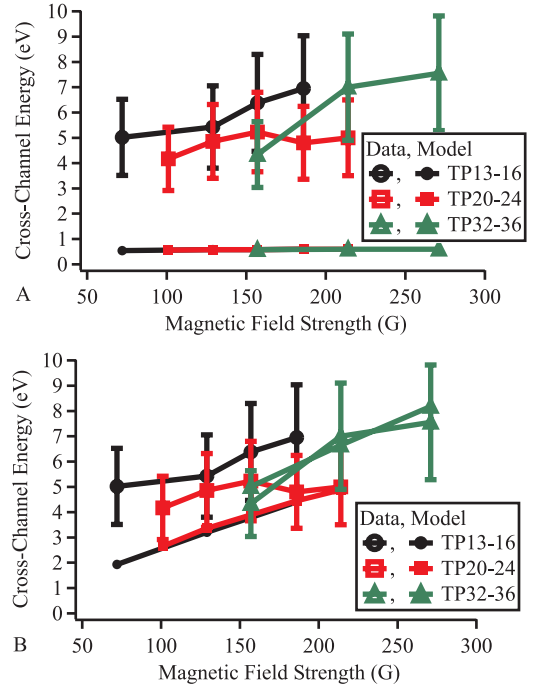 10
9
8
7
6
5
4
3
2
1
0
Cross-Channel Energy (eV)
Data, Model
, TP13-16
, TP20-24
, TP32-36
A
50 100 150 200 250 300
Magnetic Field Strength (G)
10
9
8
7
6
5
4
3
2
1
0
Cross-Channel Energy (eV)
Data, Model
, TP13-16
, TP20-24
, TP32-36
B
50 100 150 200 250 300
Magnetic Field Strength (G)